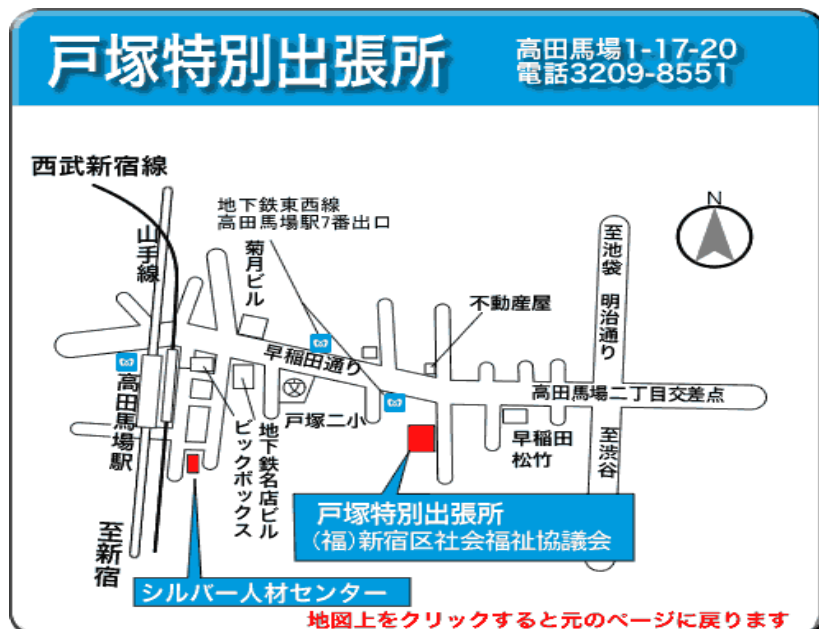 戸塚特別出張所
高田馬場1-17-20
電話3209-8551
西武新宿線
山手線
地下鉄東西線
高田馬場駅7番出口
菊月ビル
N
至池袋
明治通り
不動産屋
早稲田通り
高田馬場二丁目交差点
高田馬場駅
文
戸塚二小
早稲田
松竹
至渋谷
ビックボックス
地下鉄名店ビル
戸塚特別出張所
(福)新宿区社会福祉協議会
至新宿
シルバー人材センター
地図上をクリックすると元のページに戻ります